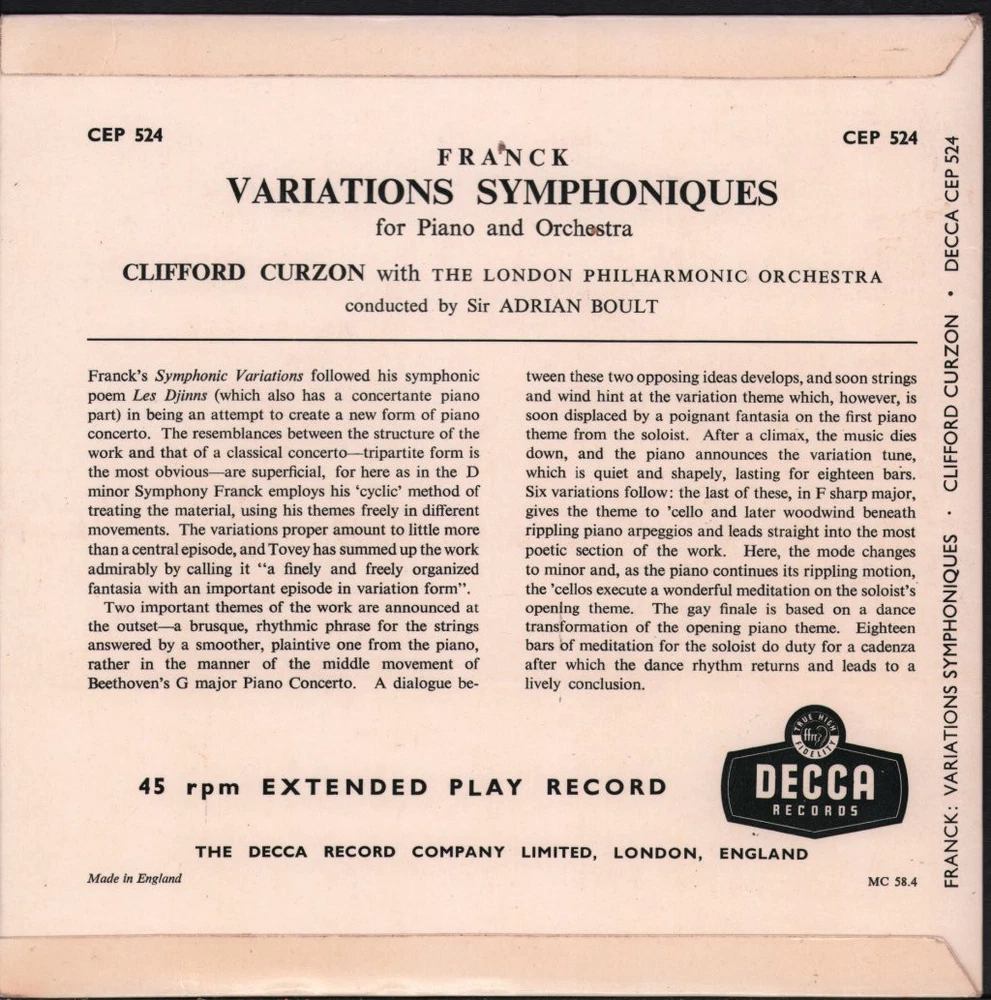 CEP 524
CEP 524
FRANCK
VARIATIONS SYMPHONIQUES
for Piano and Orchestra
CLIFFORD CURZON with THE LONDON PHILHARMONIC ORCHESTRA
conducted by Sir ADRIAN BOULT
Franck's Symphonic Variations followed his symphonic
poem Les Djinns (which also has a concertante piano
part) in being an attempt to create a new form of piano
concerto. The resemblances between the structure of the
work and that of a classical concerto—tripartite form is
the most obvious—are superficial, for here as in the D
minor Symphony Franck employs his 'cyclic' method of
treating the material, using his themes freely in different
movements. The variations proper amount to little more
than a central episode, and Tovey has summed up the work
admirably by calling it "a finely and freely organized
fantasia with an important episode in variation form".
Two important themes of the work are announced at
the outset—a brusque, rhythmic phrase for the strings
answered by a smoother, plaintive one from the piano,
rather in the manner of the middle movement of
Beethoven's G major Piano Concerto. A dialogue be-
tween these two opposing ideas develops, and soon strings
and wind hint at the variation theme which, however, is
soon displaced by a poignant fantasia on the first piano
theme from the soloist. After a climax, the music dies
down, and the piano announces the variation tune,
which is quiet and shapely, lasting for eighteen bars.
Six variations follow: the last of these, in F sharp major,
gives the theme to 'cello and later woodwind beneath
rippling piano arpeggios and leads straight into the most
poetic section of the work. Here, the mode changes
to minor and, as the piano continues its rippling motion,
the 'cellos execute a wonderful meditation on the soloist's
opening theme. The gay finale is based on a dance
transformation of the opening piano theme. Eighteen
bars of meditation for the soloist do duty for a cadenza
after which the dance rhythm returns and leads to a
lively conclusion.
TRUE HIGH
ffrr
FIDELITY
DECCA
RECORDS
45 rpm EXTENDED PLAY RECORD
THE DECCA RECORD COMPANY LIMITED, LONDON, ENGLAND
Made in England
MC 58.4
FRANCK: VARIATIONS SYMPHONIQUES · CLIFFORD CURZON · DECCA CEP 524